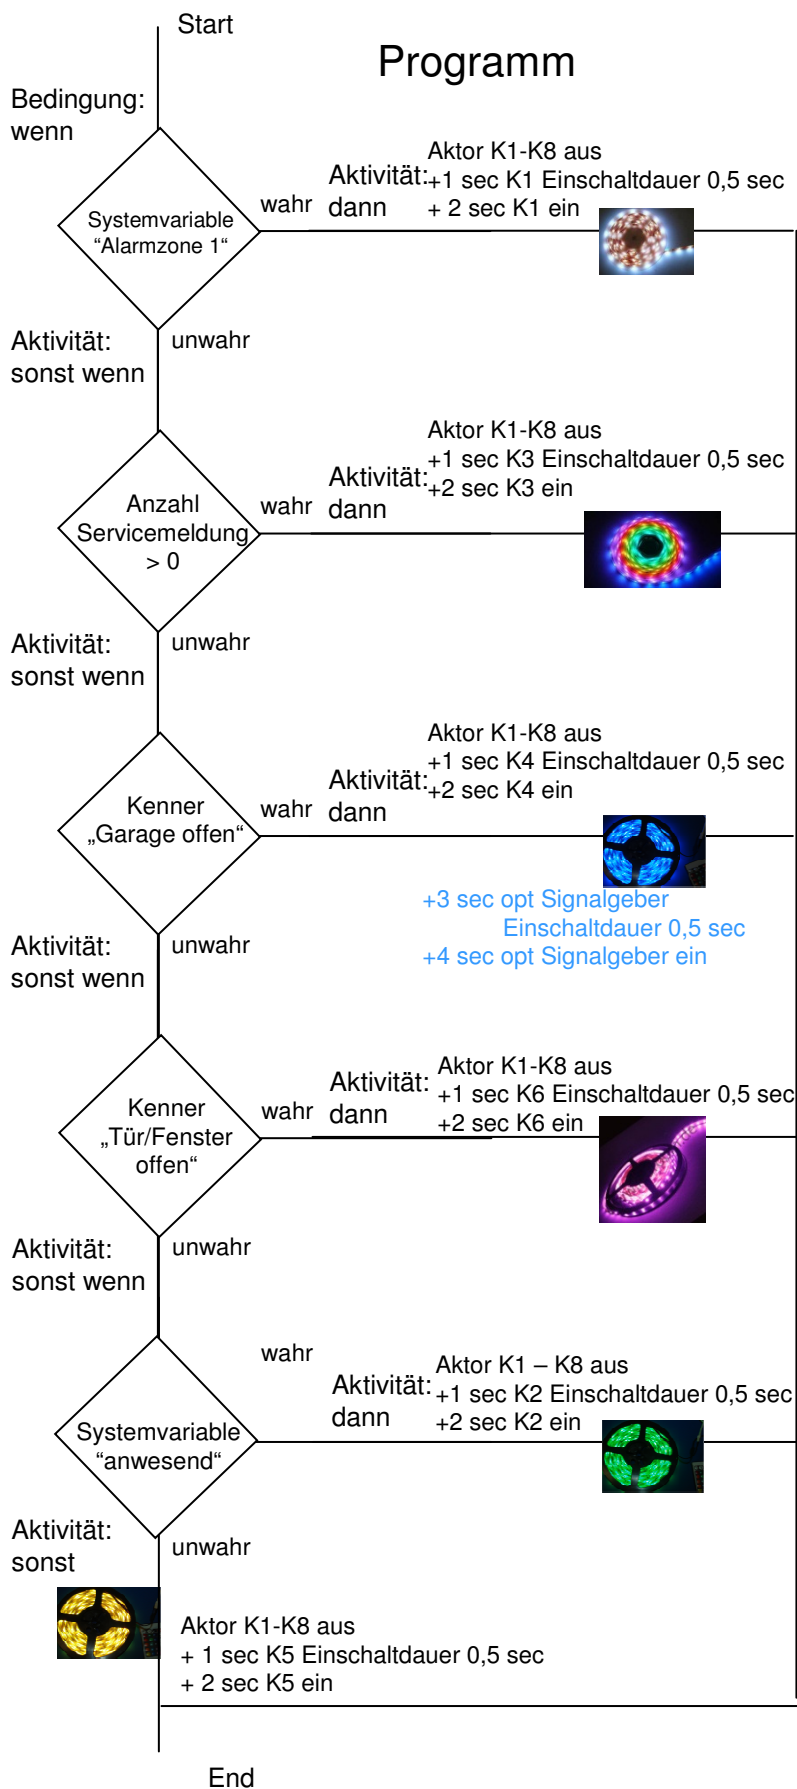 Start
Programm
Bedingung:
wenn
Systemvariable
“Alarmzone 1“
wahr
Aktivität:
dann
Aktor K1-K8 aus
+1 sec K1 Einschaltdauer 0,5 sec
+ 2 sec K1 ein
Aktivität:
sonst wenn
unwahr
Anzahl
Servicemeldung
> 0
wahr
Aktivität:
dann
Aktor K1-K8 aus
+1 sec K3 Einschaltdauer 0,5 sec
+2 sec K3 ein
Aktivität:
sonst wenn
unwahr
Kenner
„Garage offen“
wahr
Aktivität:
dann
Aktor K1-K8 aus
+1 sec K4 Einschaltdauer 0,5 sec
+2 sec K4 ein
+3 sec opt Signalgeber
Einschaltdauer 0,5 sec
+4 sec opt Signalgeber ein
Aktivität:
sonst wenn
unwahr
Kenner
„Tür/Fenster
offen“
wahr
Aktivität:
dann
Aktor K1-K8 aus
+1 sec K6 Einschaltdauer 0,5 sec
+2 sec K6 ein
Aktivität:
sonst wenn
unwahr
Systemvariable
“anwesend“
wahr
Aktivität:
dann
Aktor K1 – K8 aus
+1 sec K2 Einschaltdauer 0,5 sec
+2 sec K2 ein
Aktivität:
sonst
unwahr
Aktor K1-K8 aus
+ 1 sec K5 Einschaltdauer 0,5 sec
+ 2 sec K5 ein
End